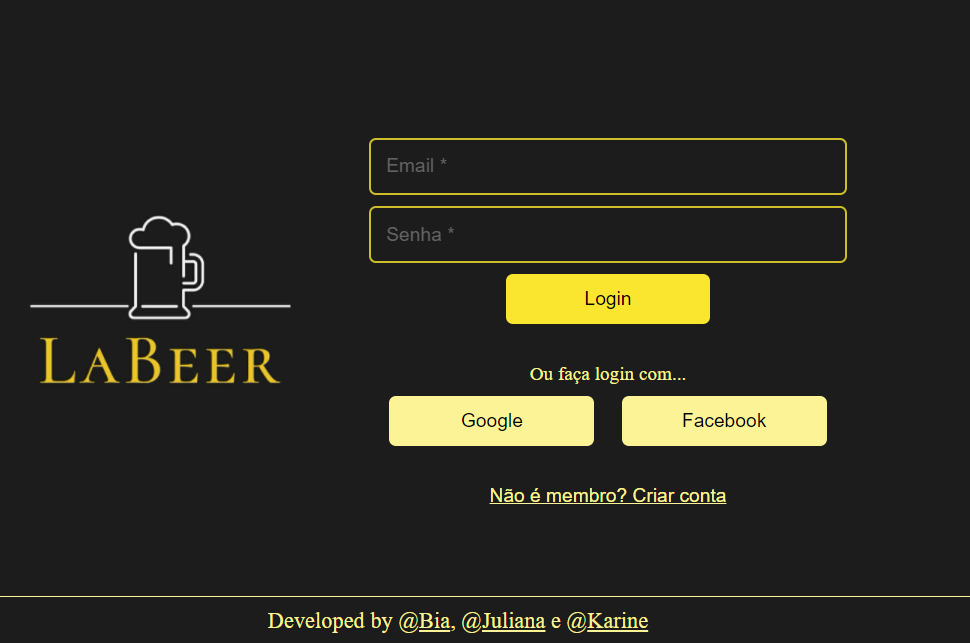 LaBeer
Email *
Senha *
Login
Ou faça login com...
Google
Facebook
Não é membro? Criar conta
Developed by @Bia, @Juliana e @Karine